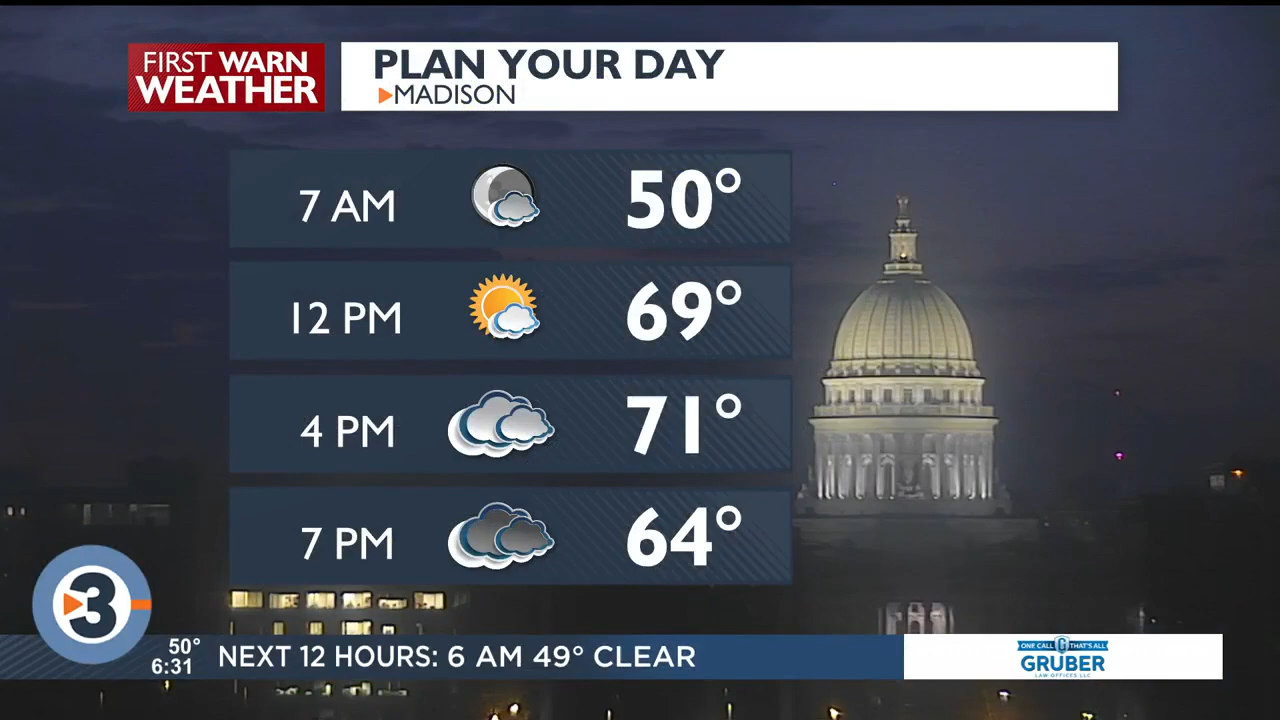 FIRST WARN
WEATHER
PLAN YOUR DAY
MADISON
7 AM 50°
12 PM 69°
4 PM 71°
7 PM 64°
3
50°
6:31
NEXT 12 HOURS: 6 AM 49° CLEAR
ONE CALL G THAT'S ALL
GRUBER
LAW OFFICES LLC